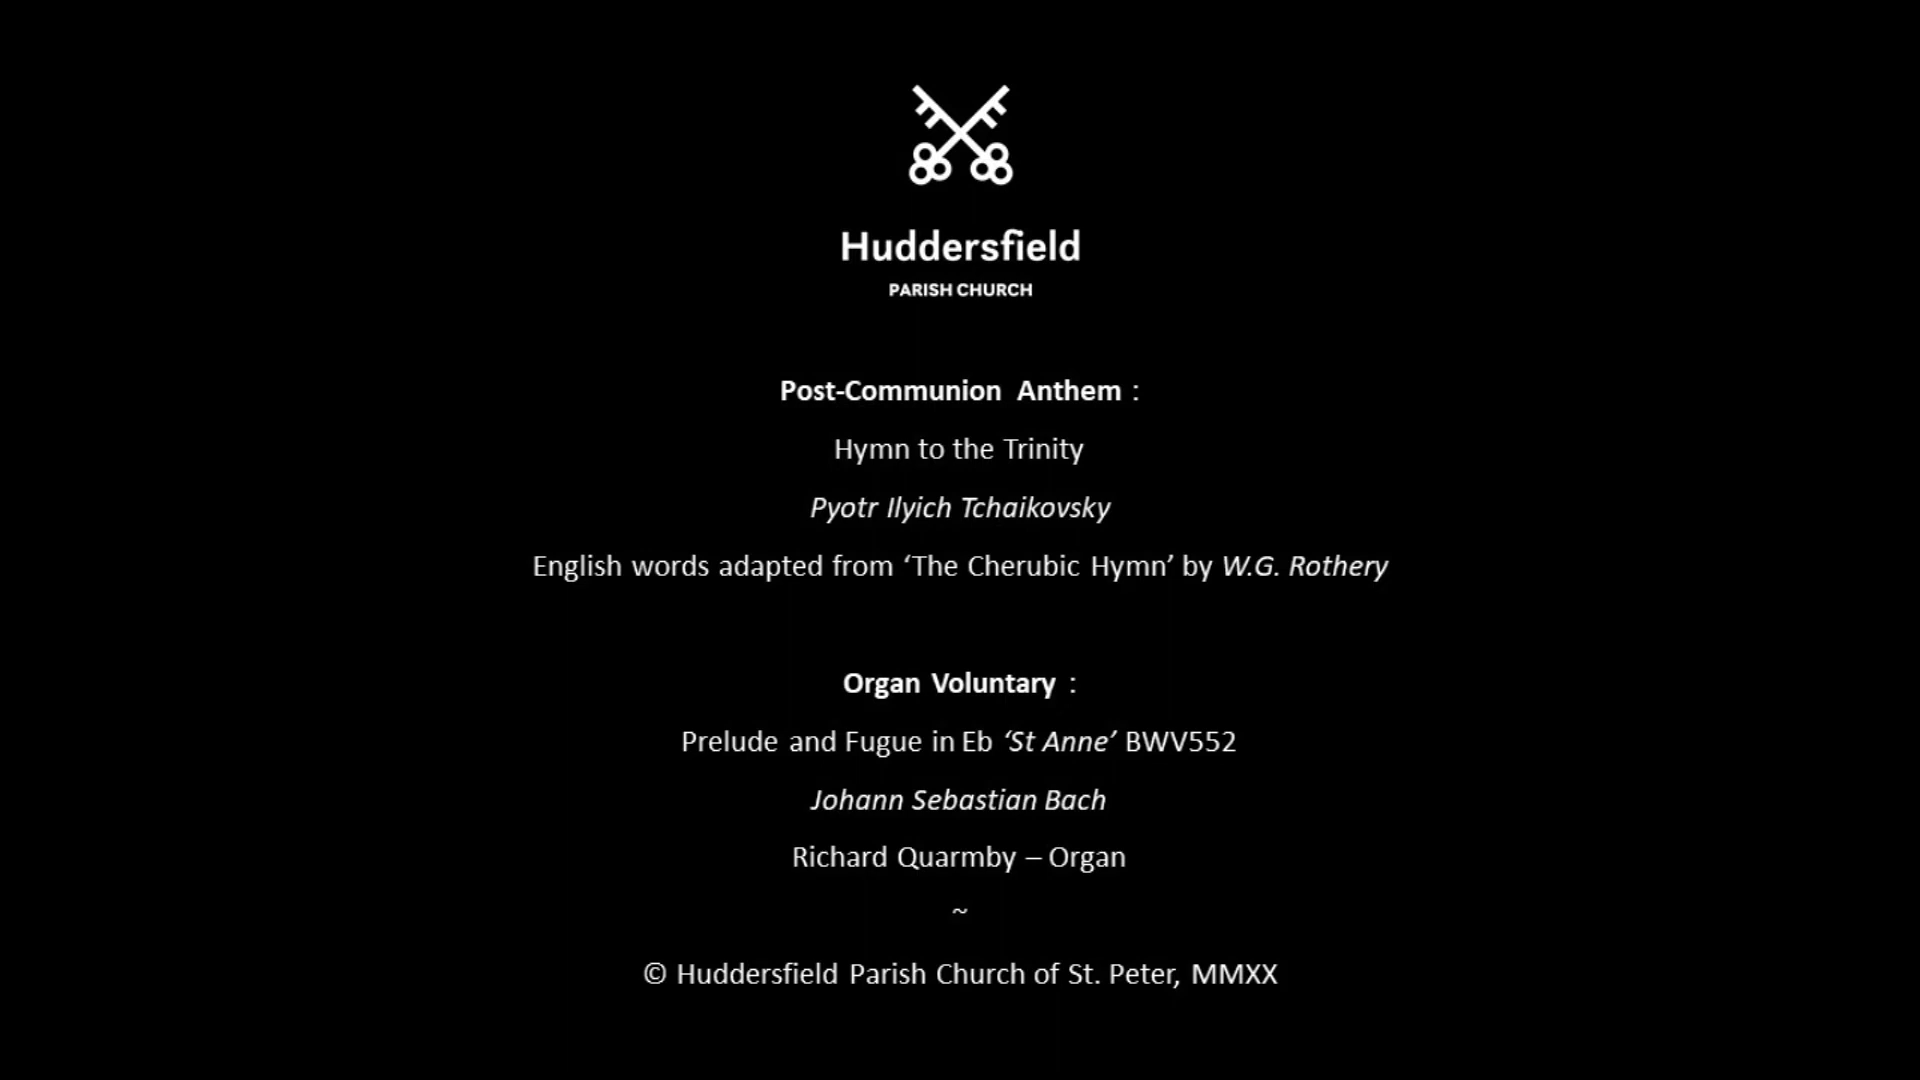 Huddersfield
PARISH CHURCH
Post-Communion Anthem :
Hymn to the Trinity
Pyotr Ilyich Tchaikovsky
English words adapted from ‘The Cherubic Hymn’ by W.G. Rothery
Organ Voluntary :
Prelude and Fugue in Eb ‘St Anne’ BWV552
Johann Sebastian Bach
Richard Quarmby – Organ
~
© Huddersfield Parish Church of St. Peter, MMXX